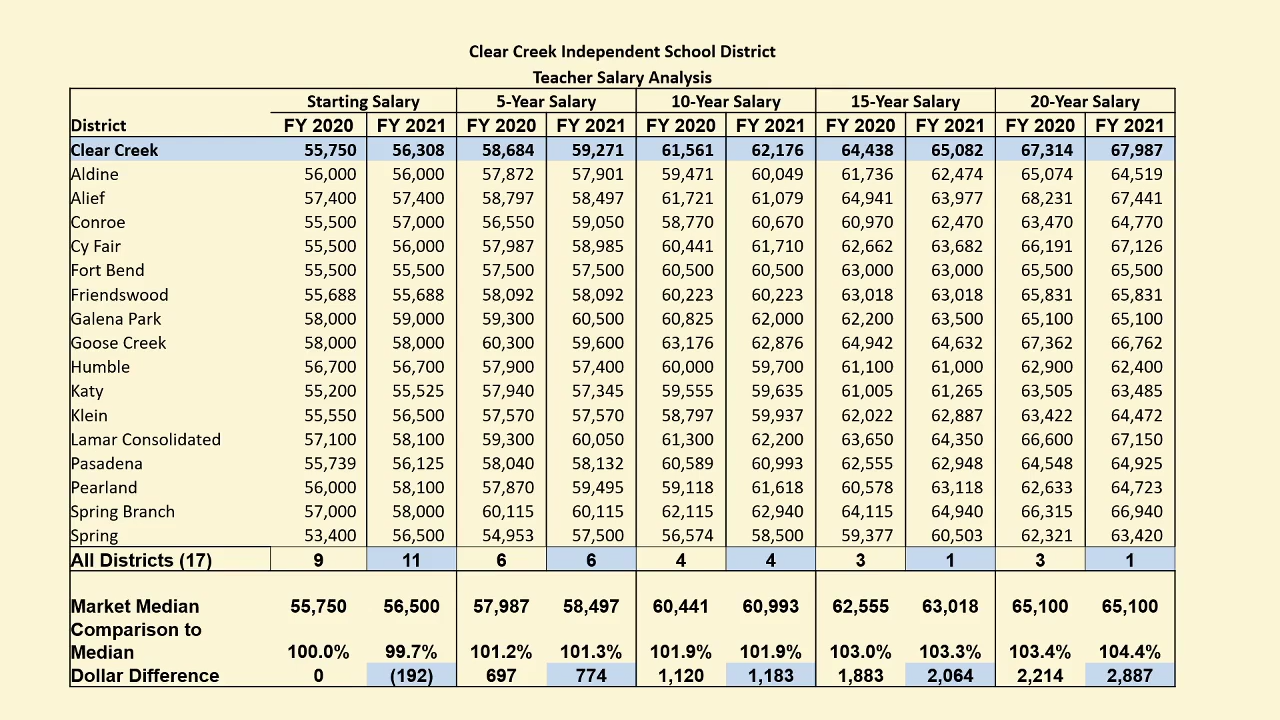 Clear Creek Independent School District
Teacher Salary Analysis
Starting Salary 5-Year Salary 10-Year Salary 15-Year Salary 20-Year Salary
District FY 2020 FY 2021 FY 2020 FY 2021 FY 2020 FY 2021 FY 2020 FY 2021 FY 2020 FY 2021
Clear Creek 55,750 56,308 58,684 59,271 61,561 62,176 64,438 65,082 67,314 67,987
Aldine 56,000 56,000 57,872 57,901 59,471 60,049 61,736 62,474 65,074 64,519
Alief 57,400 57,400 58,797 58,497 61,721 61,079 64,941 63,977 68,231 67,441
Conroe 55,500 57,000 56,550 59,050 58,770 60,670 60,970 62,470 63,470 64,770
Cy Fair 55,500 56,000 57,987 58,985 60,441 61,710 62,662 63,682 66,191 67,126
Fort Bend 55,500 55,500 57,500 57,500 60,500 60,500 63,000 63,000 65,500 65,500
Friendswood 55,688 55,688 58,092 58,092 60,223 60,223 63,018 63,018 65,831 65,831
Galena Park 58,000 59,000 59,300 60,500 60,825 62,000 62,200 63,500 65,100 65,100
Goose Creek 58,000 58,000 60,300 59,600 63,176 62,876 64,942 64,632 67,362 66,762
Humble 56,700 56,700 57,900 57,400 60,000 59,700 61,100 61,000 62,900 62,400
Katy 55,200 55,525 57,940 57,345 59,555 59,635 61,005 61,265 63,505 63,485
Klein 55,550 56,500 57,570 57,570 58,797 59,937 62,022 62,887 63,422 64,472
Lamar Consolidated 57,100 58,100 59,300 60,050 61,300 62,200 63,650 64,350 66,600 67,150
Pasadena 55,739 56,125 58,040 58,132 60,589 60,993 62,555 62,948 64,548 64,925
Pearland 56,000 58,100 57,870 59,495 59,118 61,618 60,578 63,118 62,633 64,723
Spring Branch 57,000 58,000 60,115 60,115 62,115 62,940 64,115 64,940 66,315 66,940
Spring 53,400 56,500 54,953 57,500 56,574 58,500 59,377 60,503 62,321 63,420
All Districts (17) 9 11 6 6 4 4 3 1 3 1
Market Median 55,750 56,500 57,987 58,497 60,441 60,993 62,555 63,018 65,100 65,100
Comparison to
Median 100.0% 99.7% 101.2% 101.3% 101.9% 101.9% 103.0% 103.3% 103.4% 104.4%
Dollar Difference 0 (192) 697 774 1,120 1,183 1,883 2,064 2,214 2,887